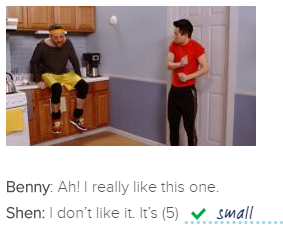 Benny: Ah! I really like this one.
Shen: I don't like it. It's (5) ✓ small